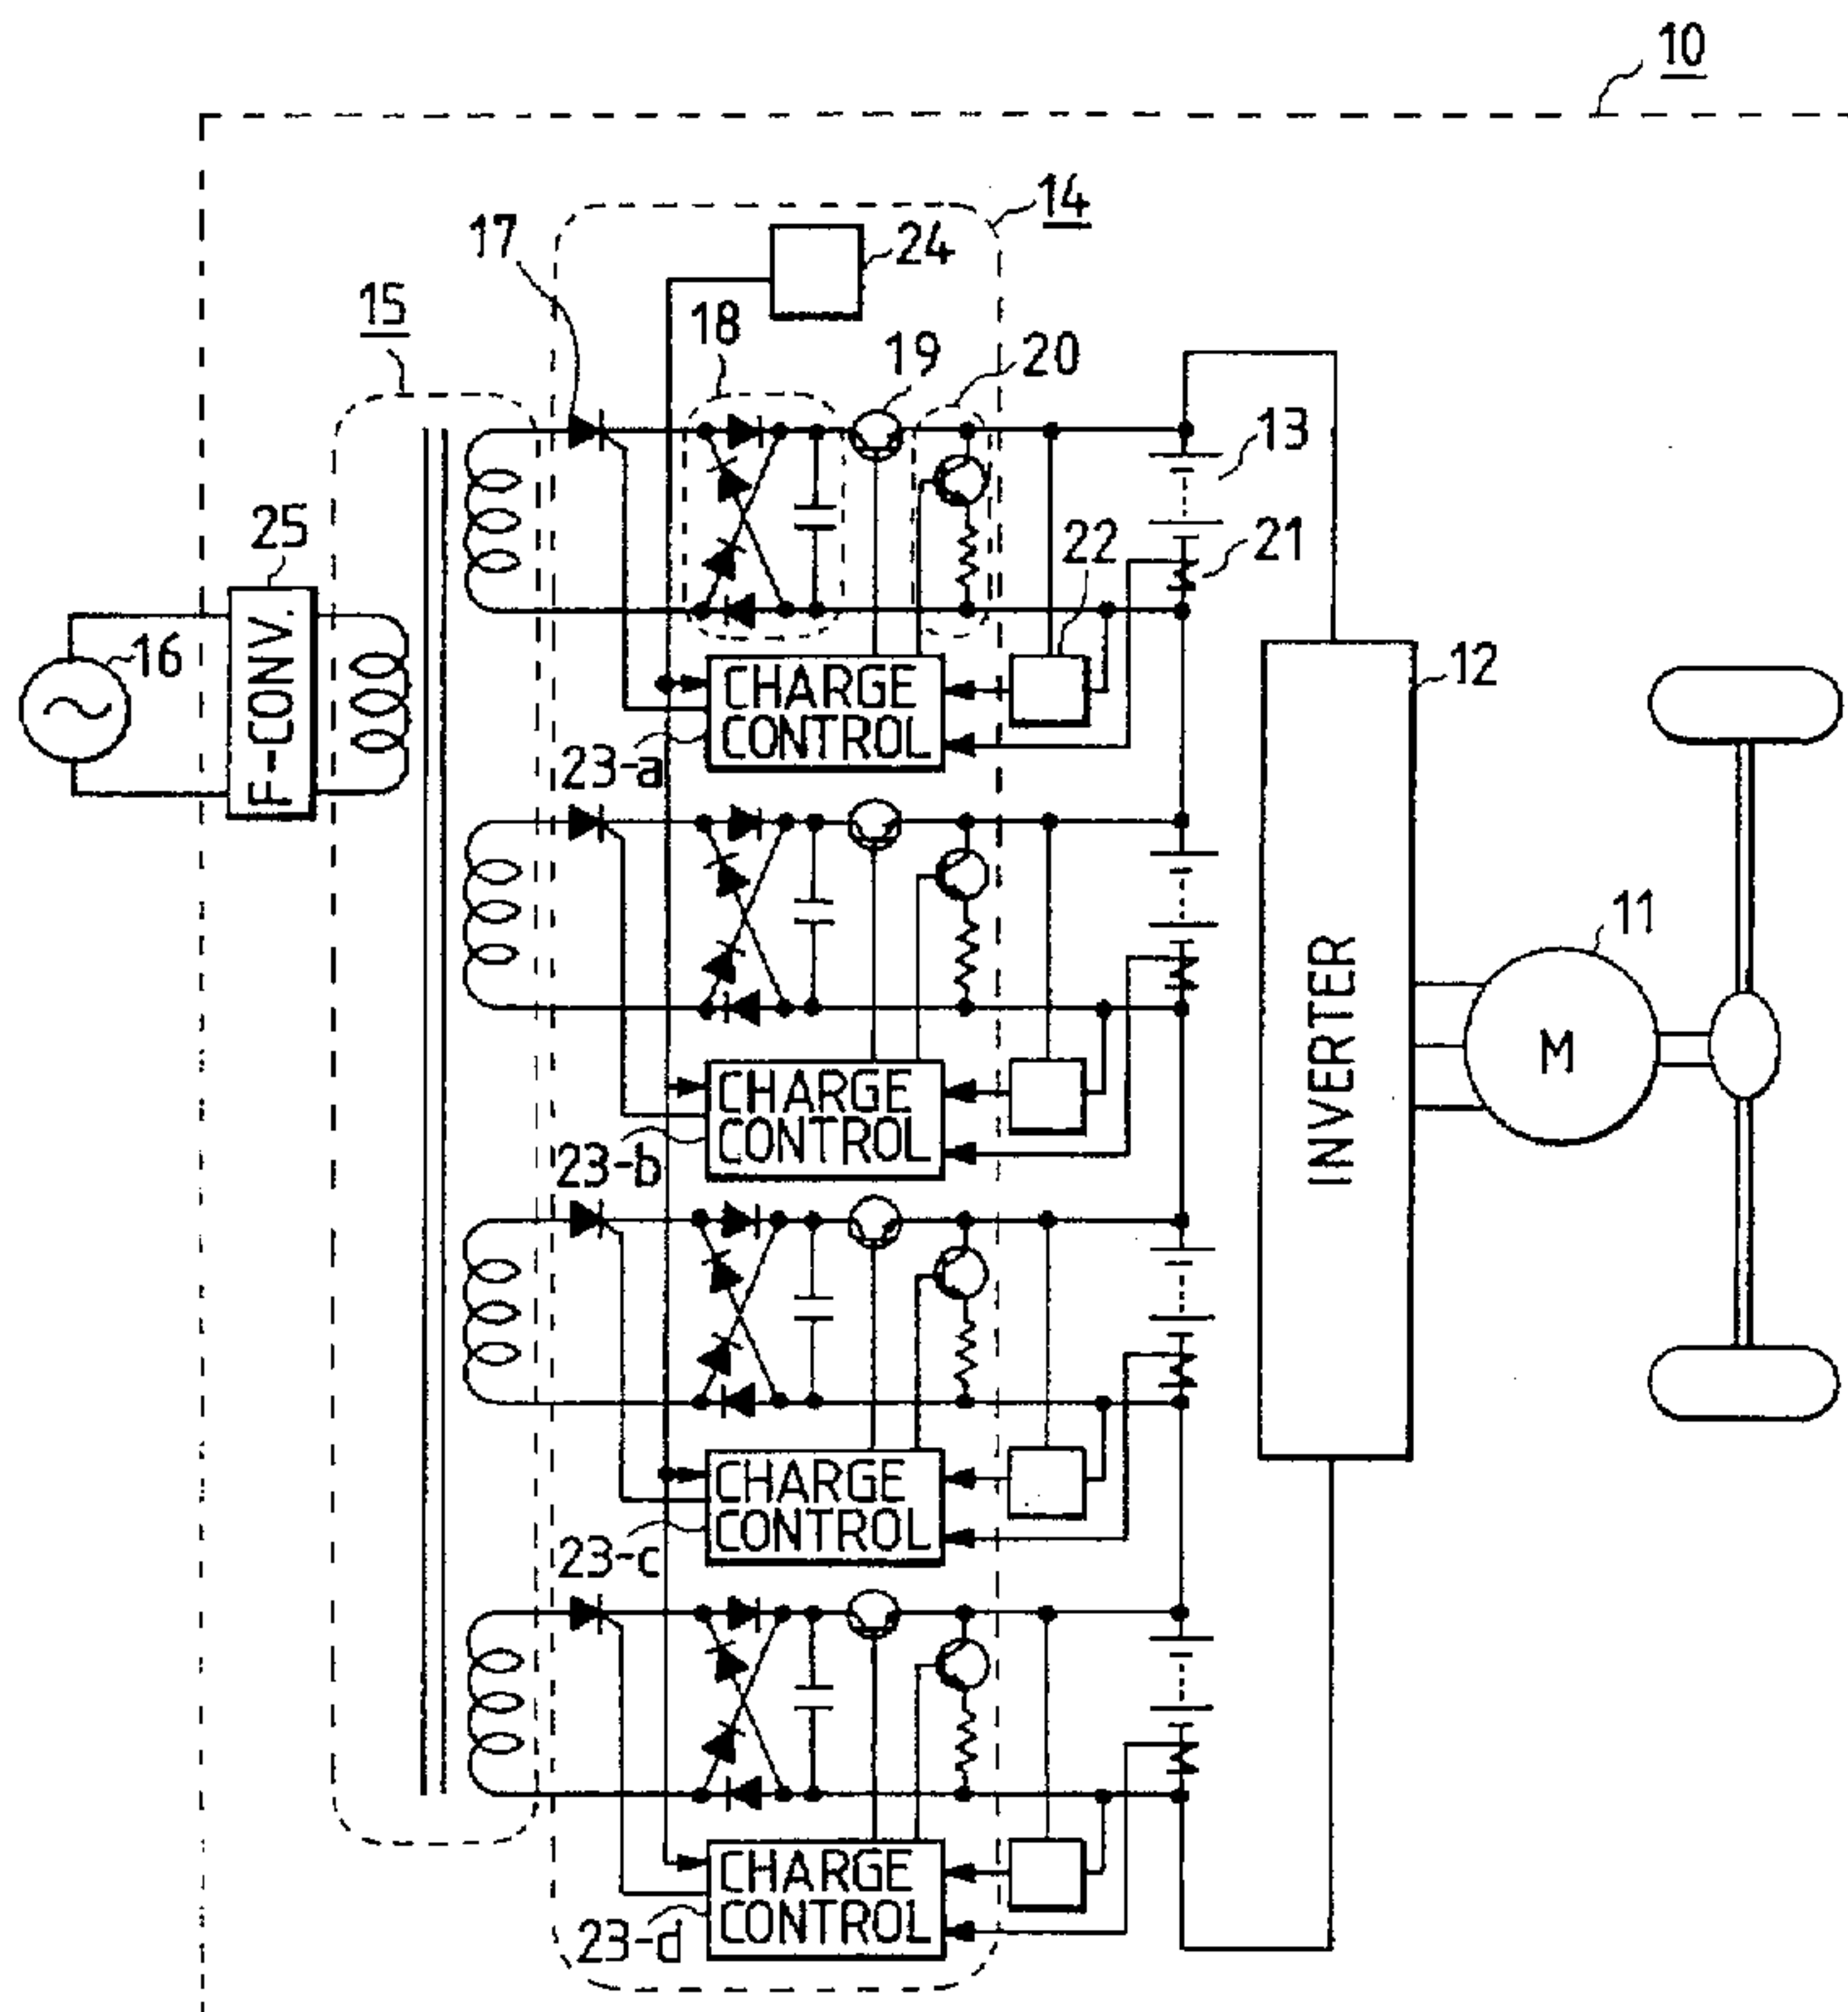 10
14
17
24
15
18
19
20
13
25
22
21
16
F-CONV.
CHARGE
CONTROL
12
23-a
11
INVERTER
M
CHARGE
CONTROL
23-b
CHARGE
CONTROL
23-c
CHARGE
CONTROL
23-d